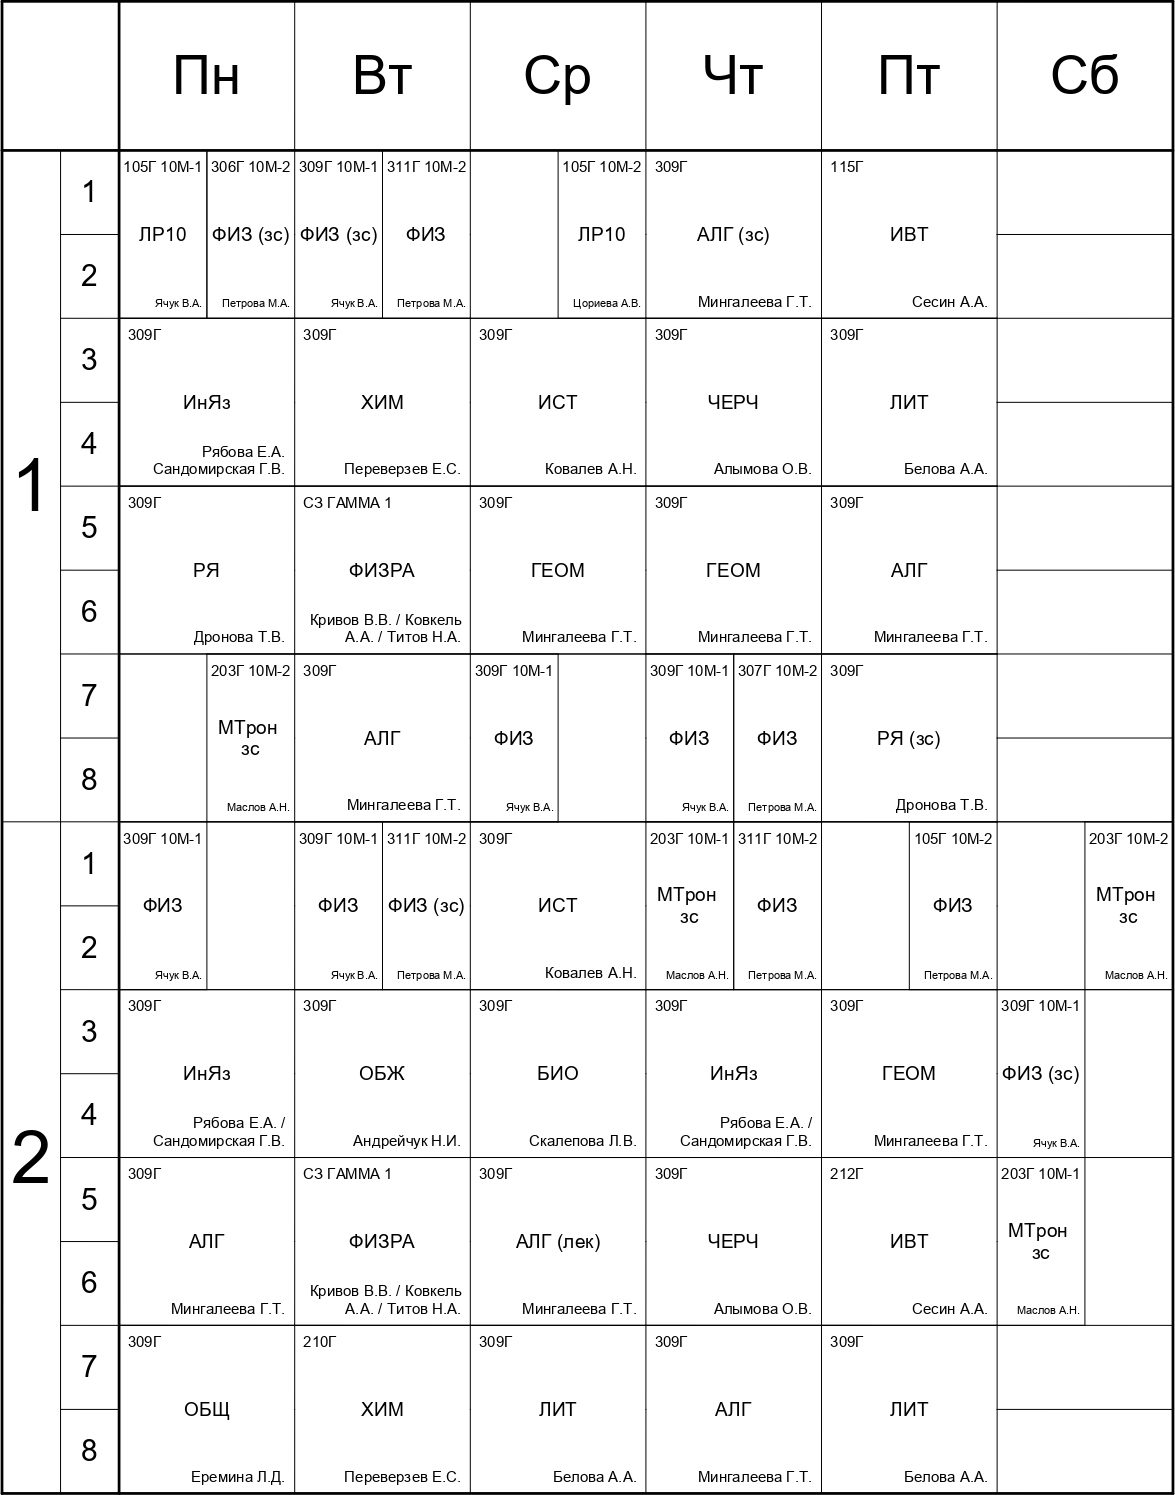 Пн Вт Ср Чт Пт Сб
1
1
2
105Г 10М-1
ЛР10
Ячук В.А.
306Г 10М-2
ФИЗ (зс)
Петрова М.А.
309Г 10М-1
ФИЗ (зс)
Ячук В.А.
311Г 10М-2
ФИЗ
Петрова М.А.
105Г 10М-2
ЛР10
Цориева А.В.
309Г
АЛГ (зс)
Мингалеева Г.Т.
115Г
ИВТ
Сесин А.А.
3
4
309Г
ИнЯз
Рябова Е.А.
Сандомирская Г.В.
309Г
ХИМ
Переверзев Е.С.
309Г
ИСТ
Ковалев А.Н.
309Г
ЧЕРЧ
Алымова О.В.
309Г
ЛИТ
Белова А.А.
5
6
309Г
РЯ
Дронова Т.В.
СЗ ГАММА 1
ФИЗРА
Кривов В.В. / Ковкель
А.А. / Титов Н.А.
309Г
ГЕОМ
Мингалеева Г.Т.
309Г
ГЕОМ
Мингалеева Г.Т.
309Г
АЛГ
Мингалеева Г.Т.
7
8
203Г 10М-2
МТрон
зс
Маслов А.Н.
309Г
АЛГ
Мингалеева Г.Т.
309Г 10М-1
ФИЗ
Ячук В.А.
309Г 10М-1
ФИЗ
Ячук В.А.
307Г 10М-2
ФИЗ
Петрова М.А.
309Г
РЯ (зс)
Дронова Т.В.
2
1
2
309Г 10М-1
ФИЗ
Ячук В.А.
309Г 10М-1
ФИЗ
Ячук В.А.
311Г 10М-2
ФИЗ (зс)
Петрова М.А.
309Г
ИСТ
Ковалев А.Н.
203Г 10М-1
МТрон
зс
Маслов А.Н.
311Г 10М-2
ФИЗ
Петрова М.А.
105Г 10М-2
ФИЗ
Петрова М.А.
203Г 10М-2
МТрон
зс
Маслов А.Н.
3
4
309Г
ИнЯз
Рябова Е.А. /
Сандомирская Г.В.
309Г
ОБЖ
Андрейчук Н.И.
309Г
БИО
Скалепова Л.В.
309Г
ИнЯз
Рябова Е.А. /
Сандомирская Г.В.
309Г
ГЕОМ
Мингалеева Г.Т.
309Г 10М-1
ФИЗ (зс)
Ячук В.А.
5
6
309Г
АЛГ
Мингалеева Г.Т.
СЗ ГАММА 1
ФИЗРА
Кривов В.В. / Ковкель
А.А. / Титов Н.А.
309Г
АЛГ (лек)
Мингалеева Г.Т.
309Г
ЧЕРЧ
Алымова О.В.
212Г
ИВТ
Сесин А.А.
203Г 10М-1
МТрон
зс
Маслов А.Н.
7
8
309Г
ОБЩ
Еремина Л.Д.
210Г
ХИМ
Переверзев Е.С.
309Г
ЛИТ
Белова А.А.
309Г
АЛГ
Мингалеева Г.Т.
309Г
ЛИТ
Белова А.А.